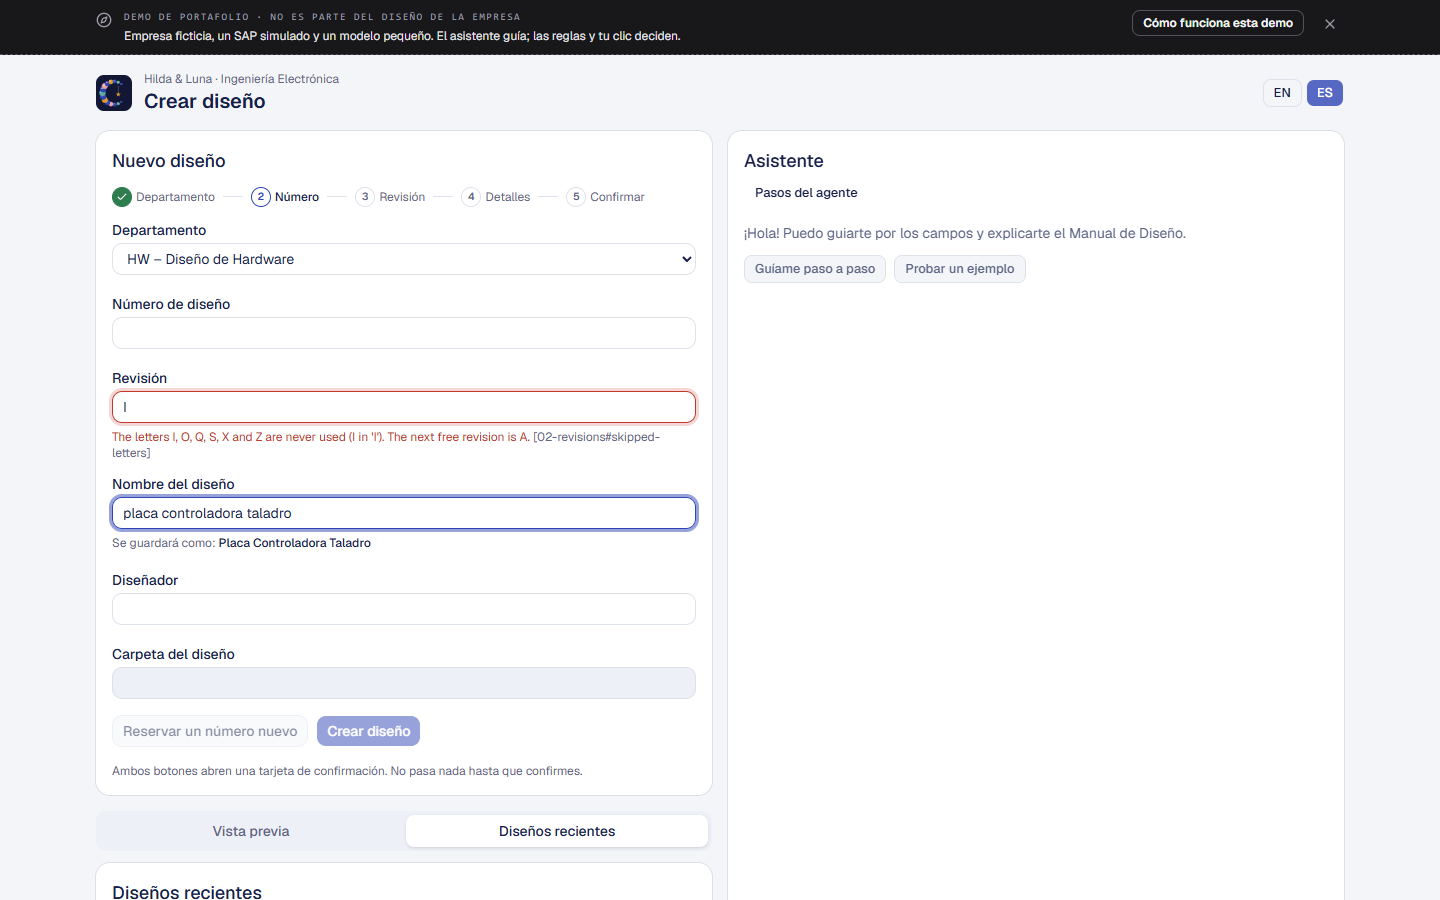 DEMO DE PORTAFOLIO · NO ES PARTE DEL DISEÑO DE LA EMPRESA
Empresa ficticia, un SAP simulado y un modelo pequeño. El asistente guía; las reglas y tu clic deciden.
Cómo funciona esta demo
Hilda & Luna · Ingeniería Electrónica
Crear diseño
EN
ES
Nuevo diseño
Departamento
2 Número
3 Revisión
4 Detalles
5 Confirmar
Departamento
HW – Diseño de Hardware
Número de diseño
Revisión
I
The letters I, O, Q, S, X and Z are never used (I in 'I'). The next free revision is A. [02-revisions#skipped-
letters]
Nombre del diseño
placa controladora taladro
Se guardará como: Placa Controladora Taladro
Diseñador
Carpeta del diseño
Reservar un número nuevo
Crear diseño
Ambos botones abren una tarjeta de confirmación. No pasa nada hasta que confirmes.
Vista previa
Diseños recientes
Diseños recientes
Asistente
Pasos del agente
¡Hola! Puedo guiarte por los campos y explicarte el Manual de Diseño.
Guíame paso a paso
Probar un ejemplo